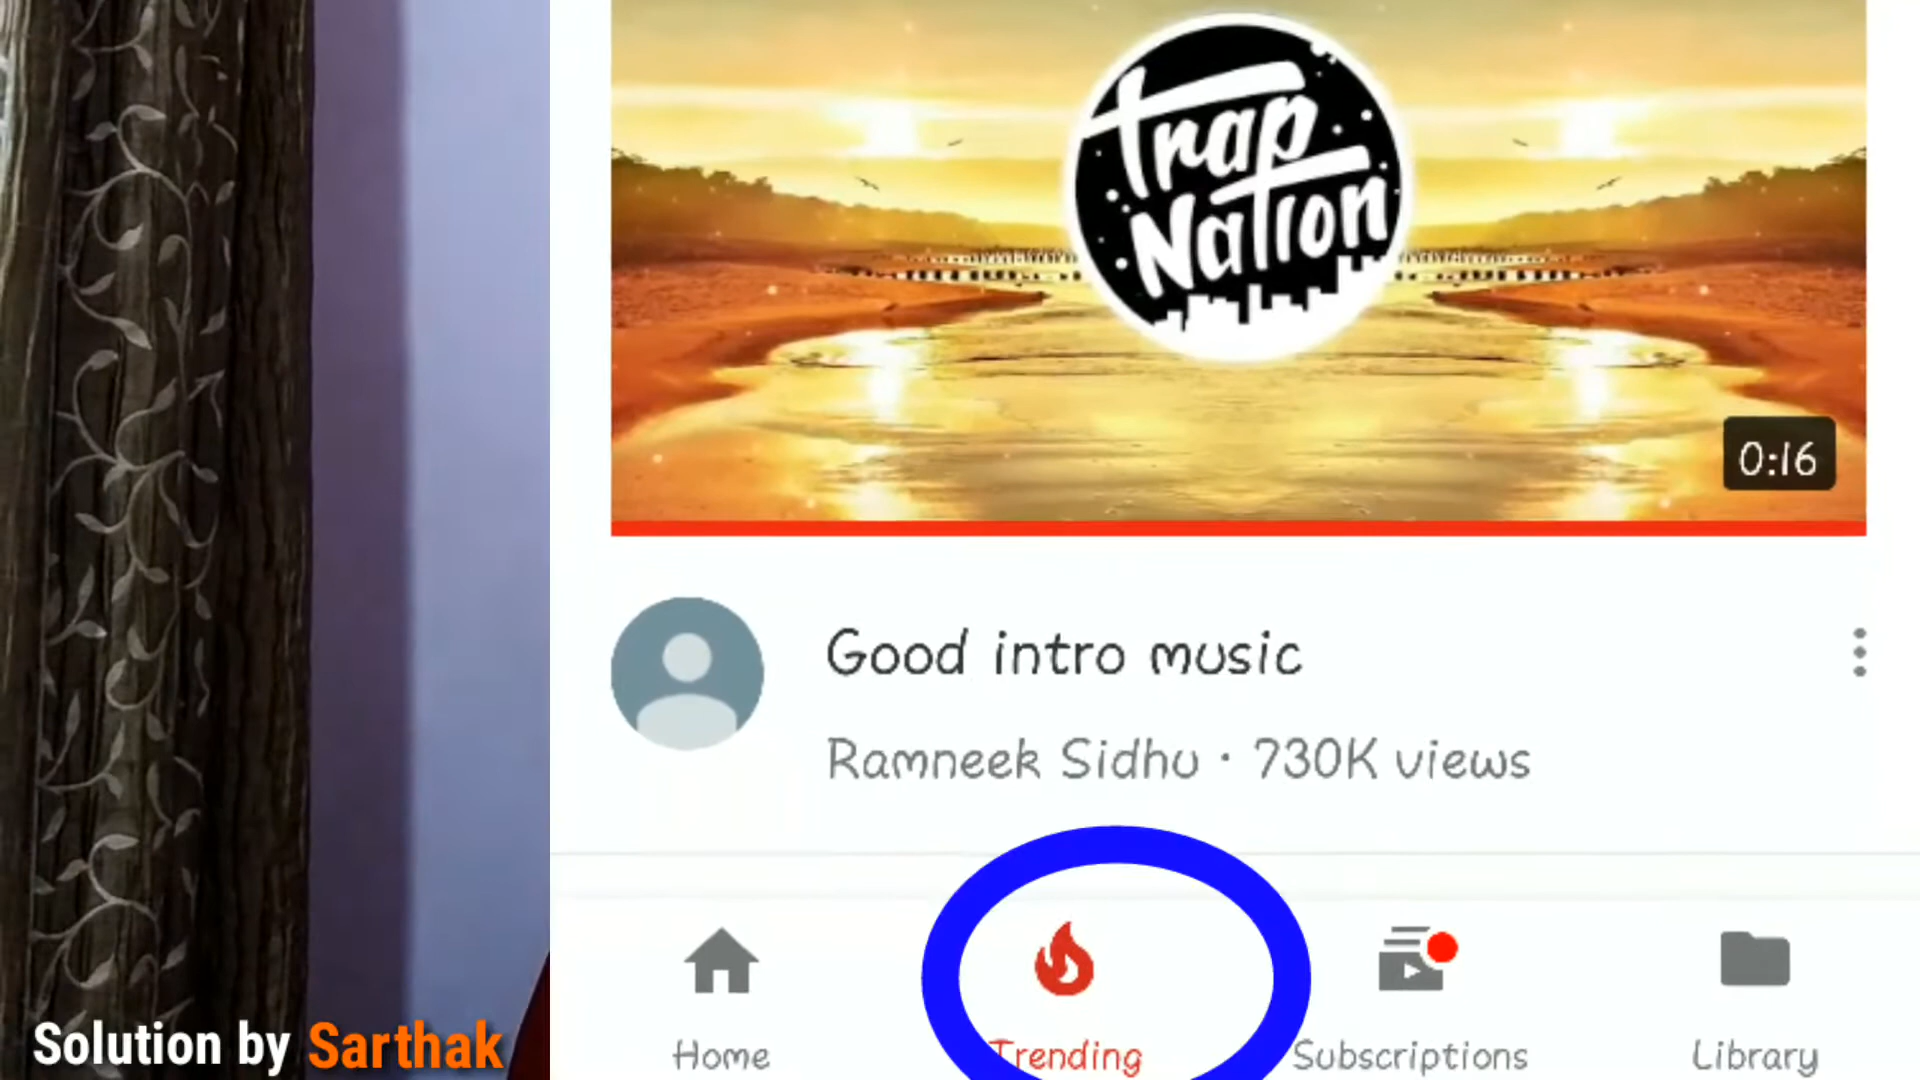 Trap
Nation
0:16
Good intro music
Ramneek Sidhu · 730K views
Home
Trending
Subscriptions
Library
Solution by Sarthak